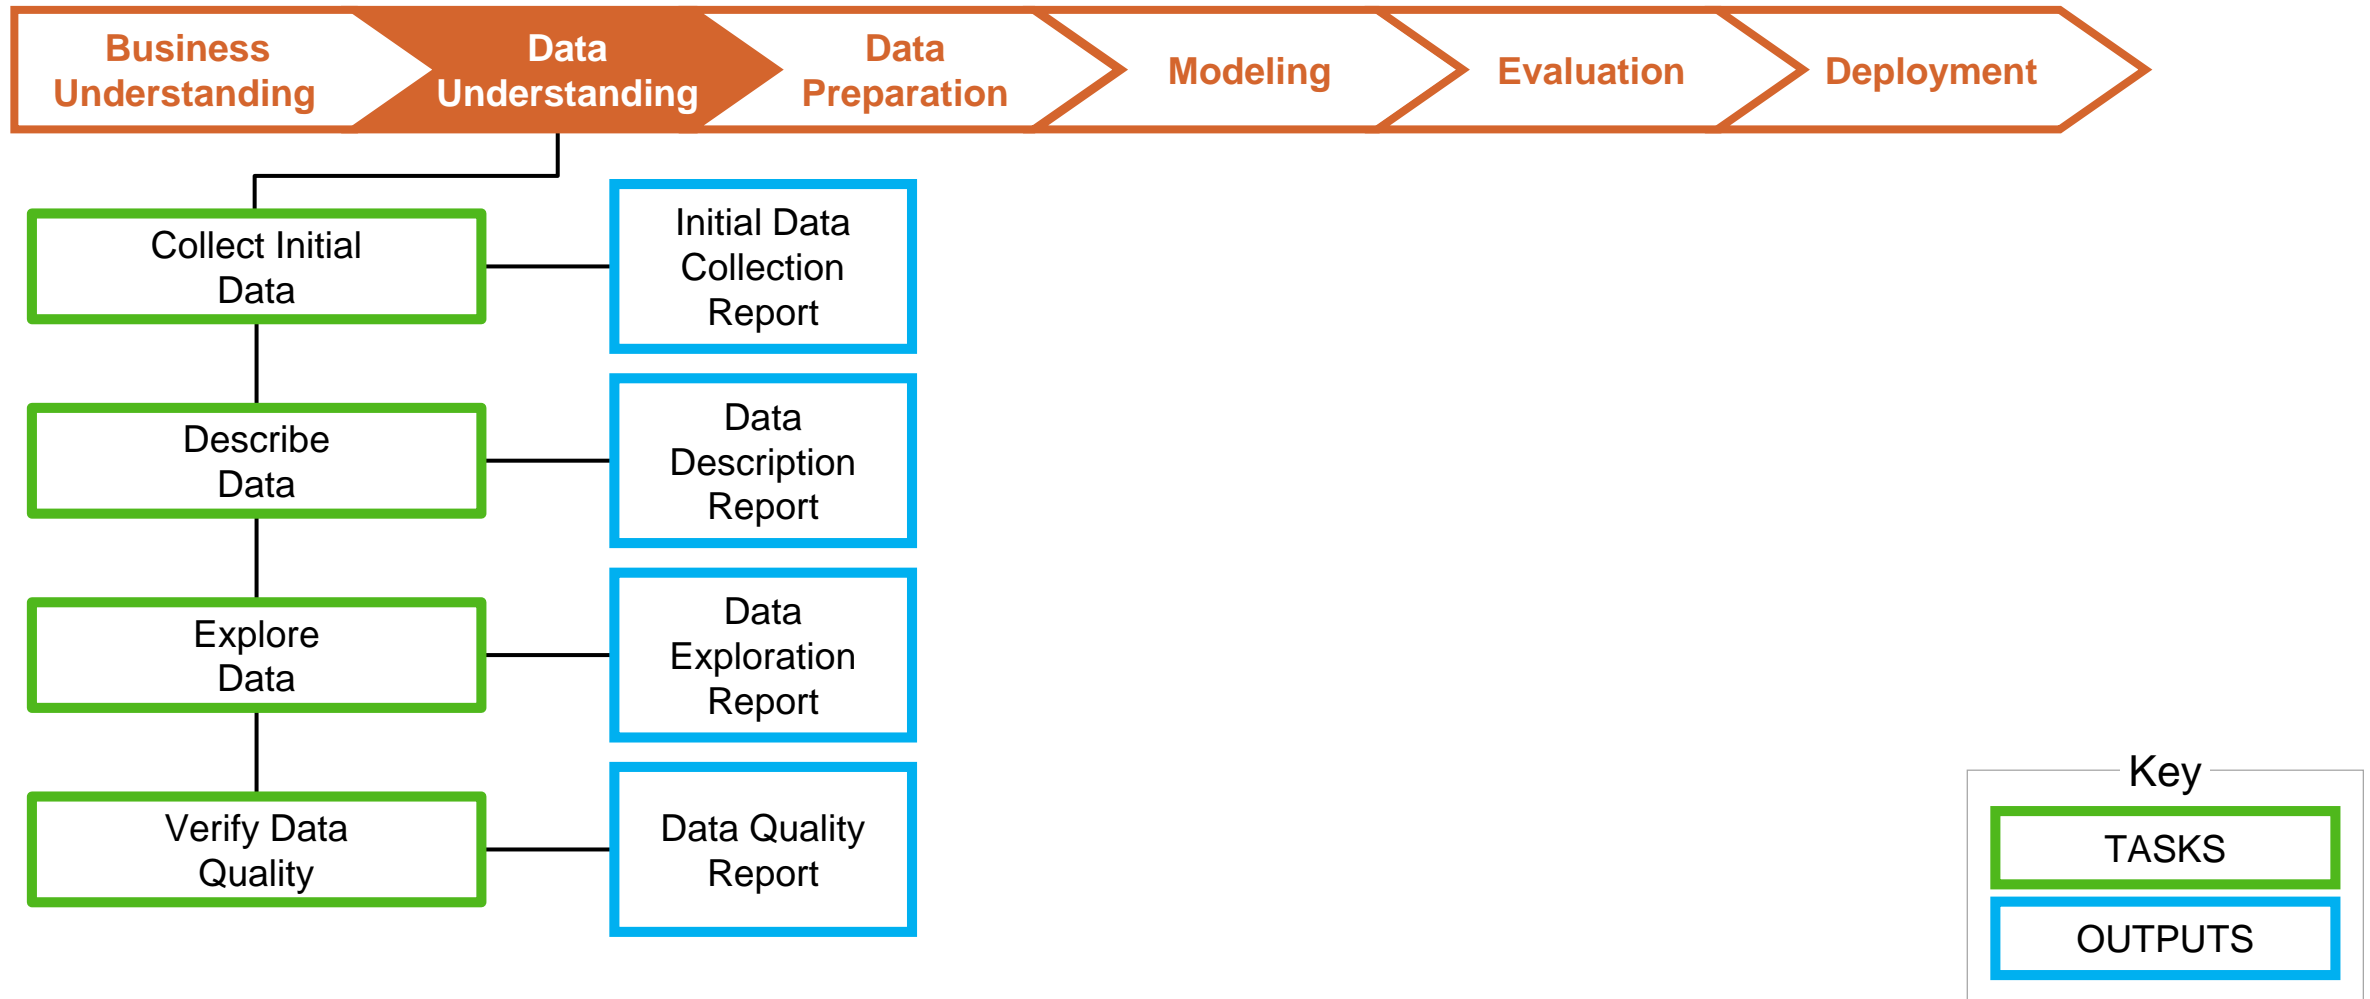 Business
Understanding
Data
Understanding
Data
Preparation
Modeling
Evaluation
Deployment
Collect Initial
Data
Initial Data
Collection
Report
Describe
Data
Data
Description
Report
Explore
Data
Data
Exploration
Report
Verify Data
Quality
Data Quality
Report
Key
TASKS
OUTPUTS